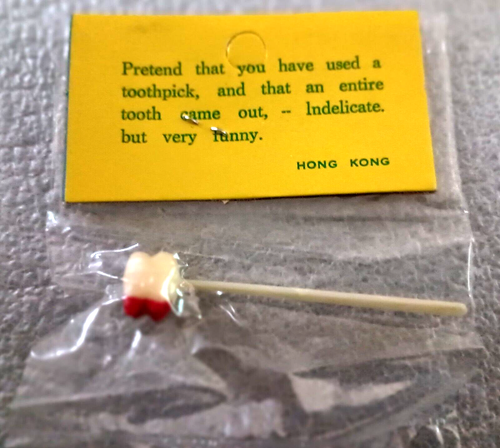 Pretend that you have used a
toothpick, and that an entire
tooth came out, -- Indelicate.
but very funny.
HONG KONG